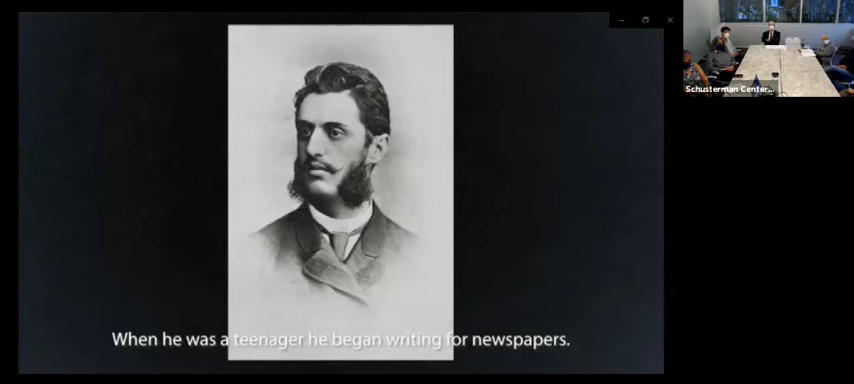 Schusterman Center...
When he was a teenager he began writing for newspapers.